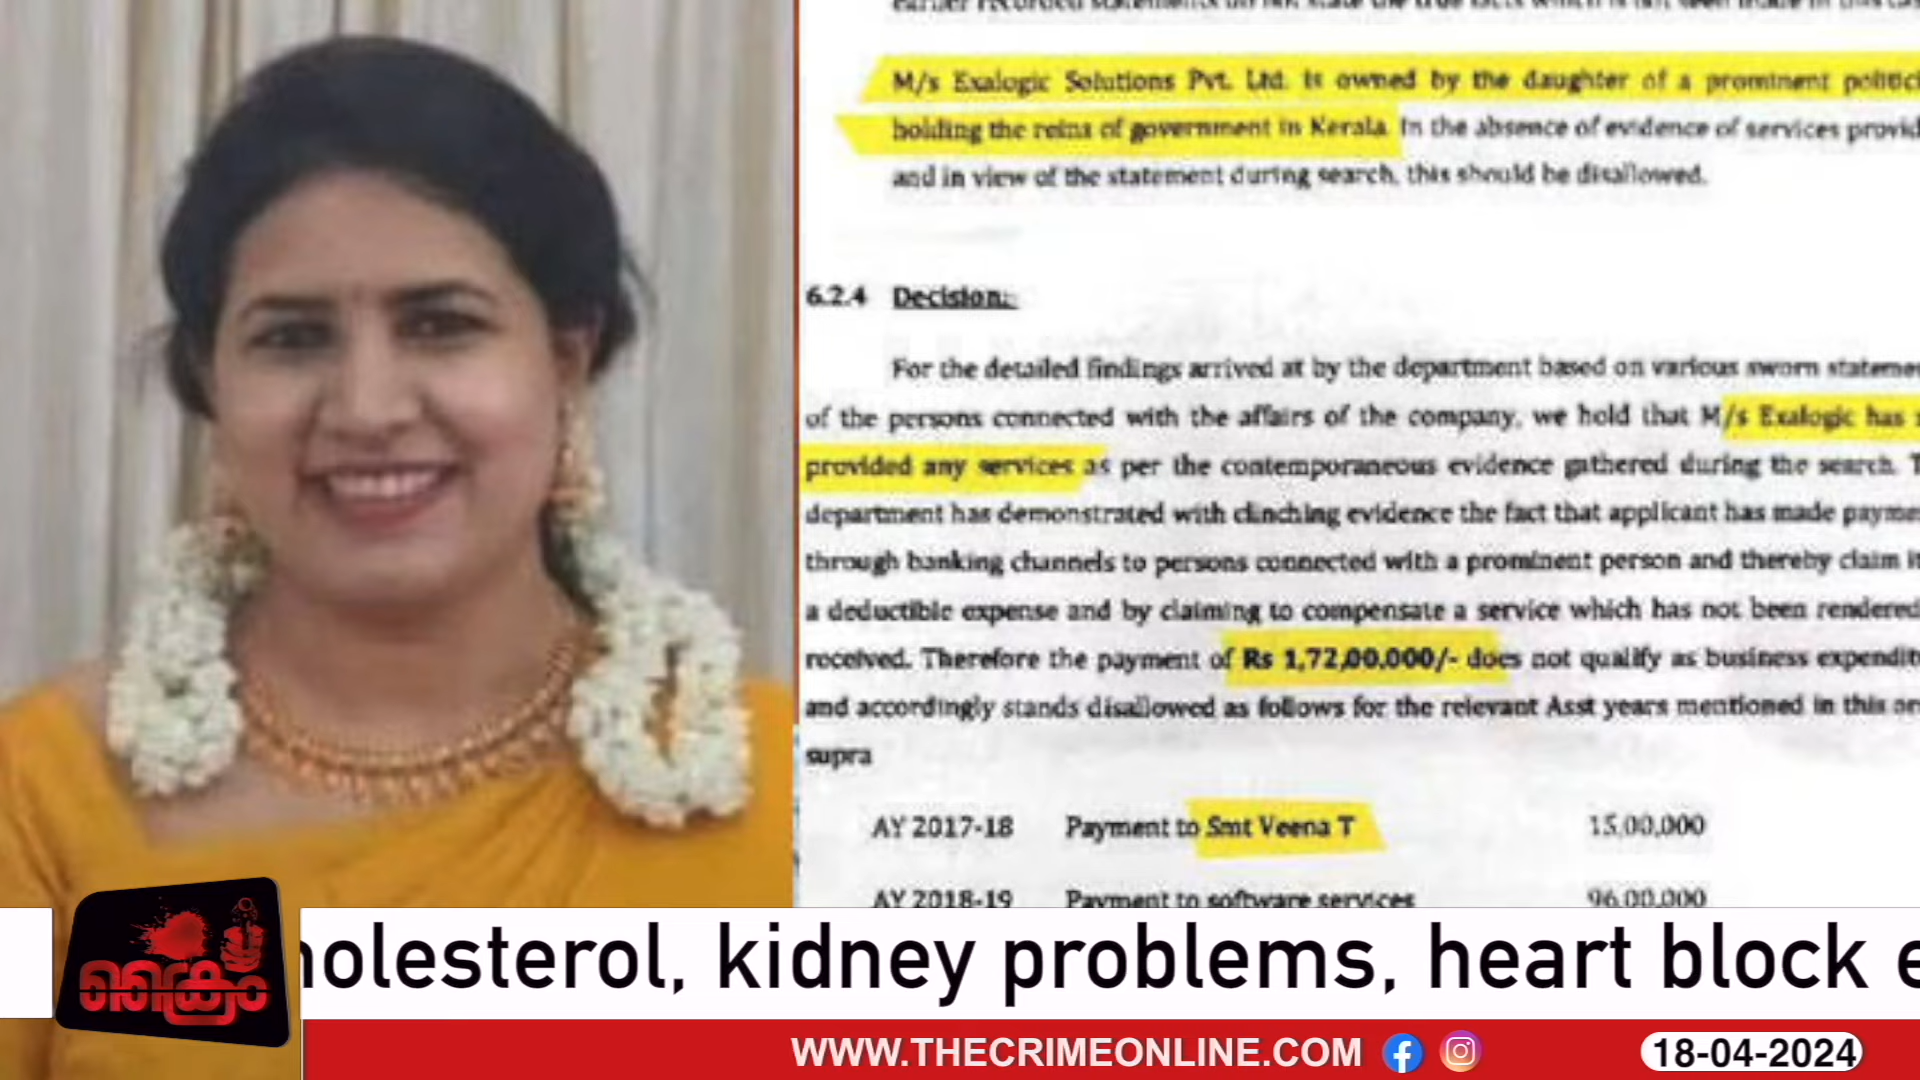 M/s Exalogic Solutions Pvt. Ltd. is owned by the daughter of a prominent
holding the reins of government in Kerala. In the absence of evidence of services
and in view of the statement during search, this should be disallowed.
6.2.4 Decision:
For the detailed findings arrived at by the department based on various sworn
of the persons connected with the affairs of the company, we hold that M/s Exalogic has
provided any services as per the contemporaneous evidence gathered during the search.
department has demonstrated with clinching evidence the fact that applicant has made
through banking channels to persons connected with a prominent person and thereby claim
a deductible expense and by claiming to compensate a service which has not been rendered
received. Therefore the payment of Rs 1,72,00,000/- does not qualify as business
and accordingly stands disallowed as follows for the relevant Asst years mentioned in this
supra
AY 2017-18 Payment to Smt Veena T 15,00,000
AY 2018-19 Payment to software services 96,00,000
ക്രൈം
holesterol, kidney problems, heart block e
WWW.THECRIMEONLINE.COM
18-04-2024